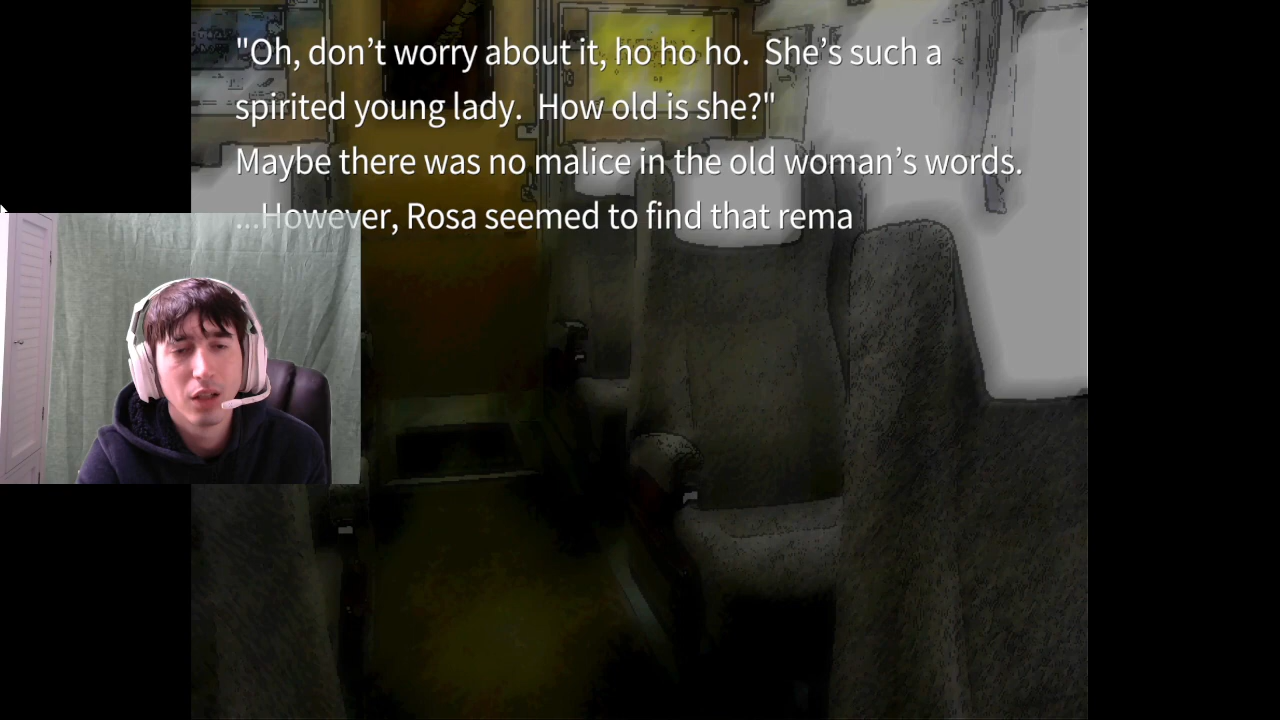 "Oh, don’t worry about it, ho ho ho.  She’s such a
spirited young lady.  How old is she?"
Maybe there was no malice in the old woman’s words.
...However, Rosa seemed to find that rema